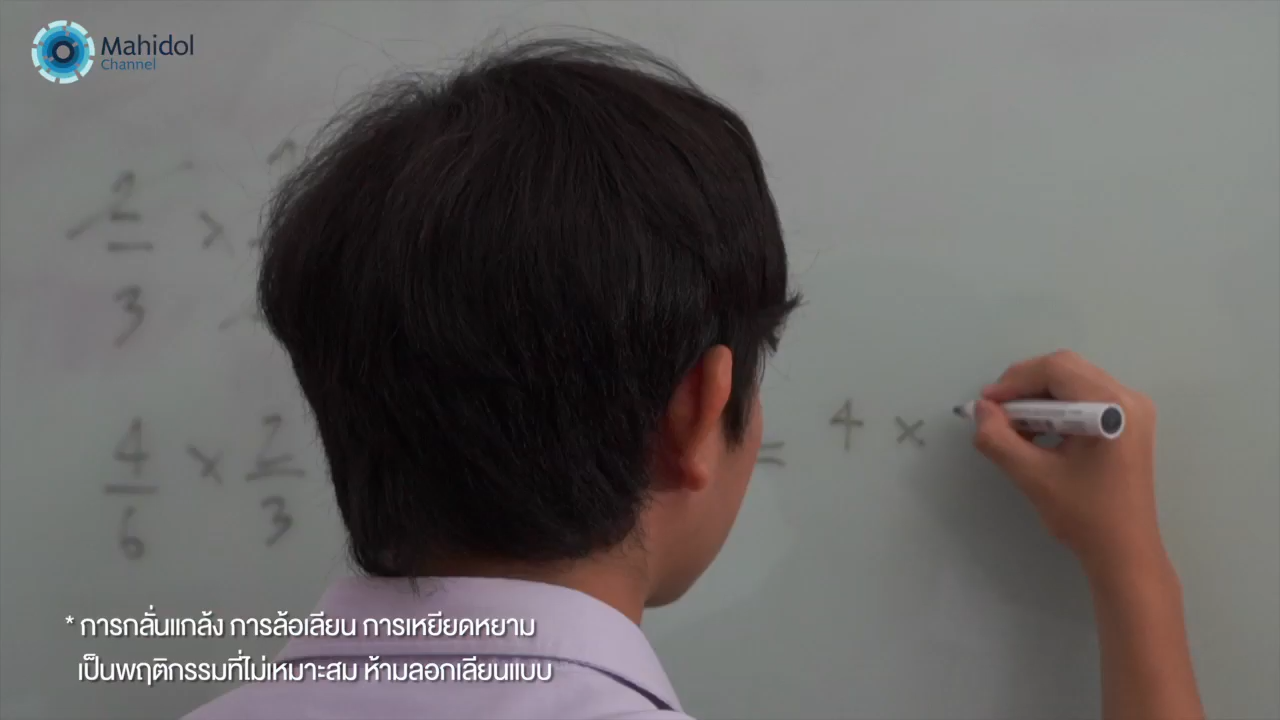 Mahidol
Channel
2 ×
3
4 × 2 = 4 ×
6 3
* การกลั่นแกล้ง การล้อเลียน การเหยียดหยาม
เป็นพฤติกรรมที่ไม่เหมาะสม ห้ามลอกเลียนแบบ